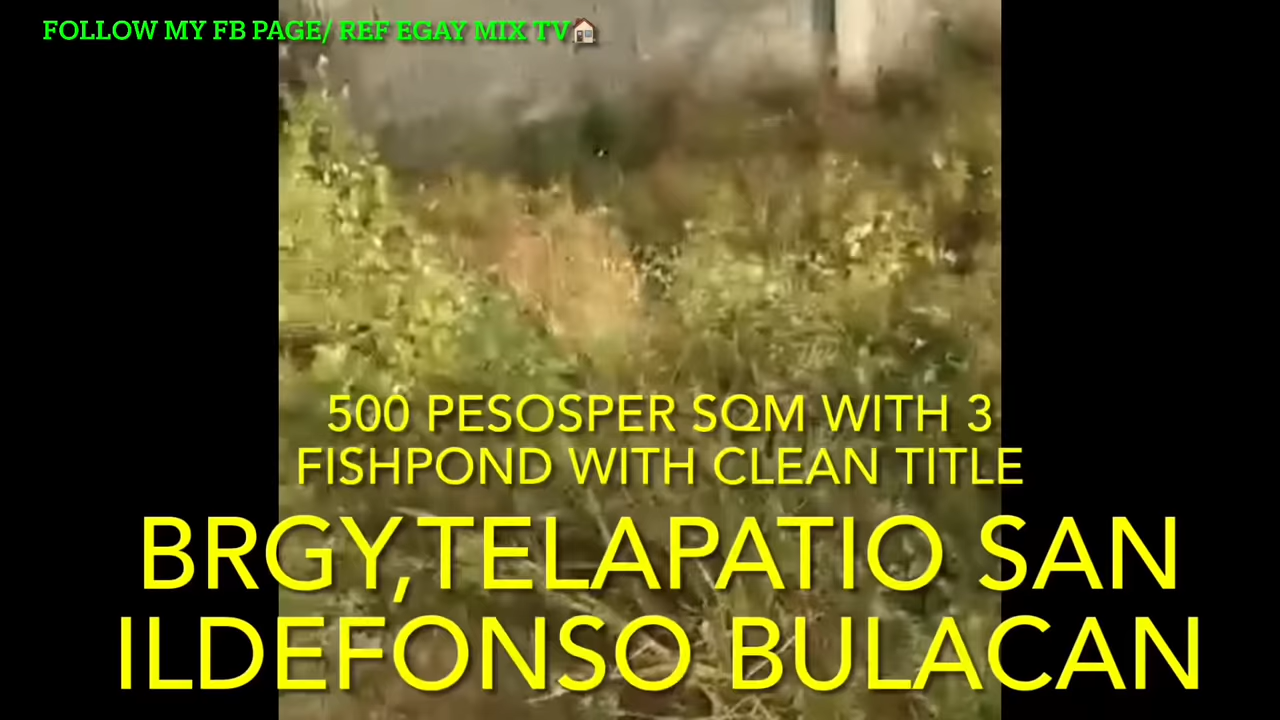 FOLLOW MY FB PAGE/ REF EGAY MIX TV🏠
500 PESOSPER SQM WITH 3
FISHPOND WITH CLEAN TITLE
BRGY,TELAPATIO SAN
ILDEFONSO BULACAN